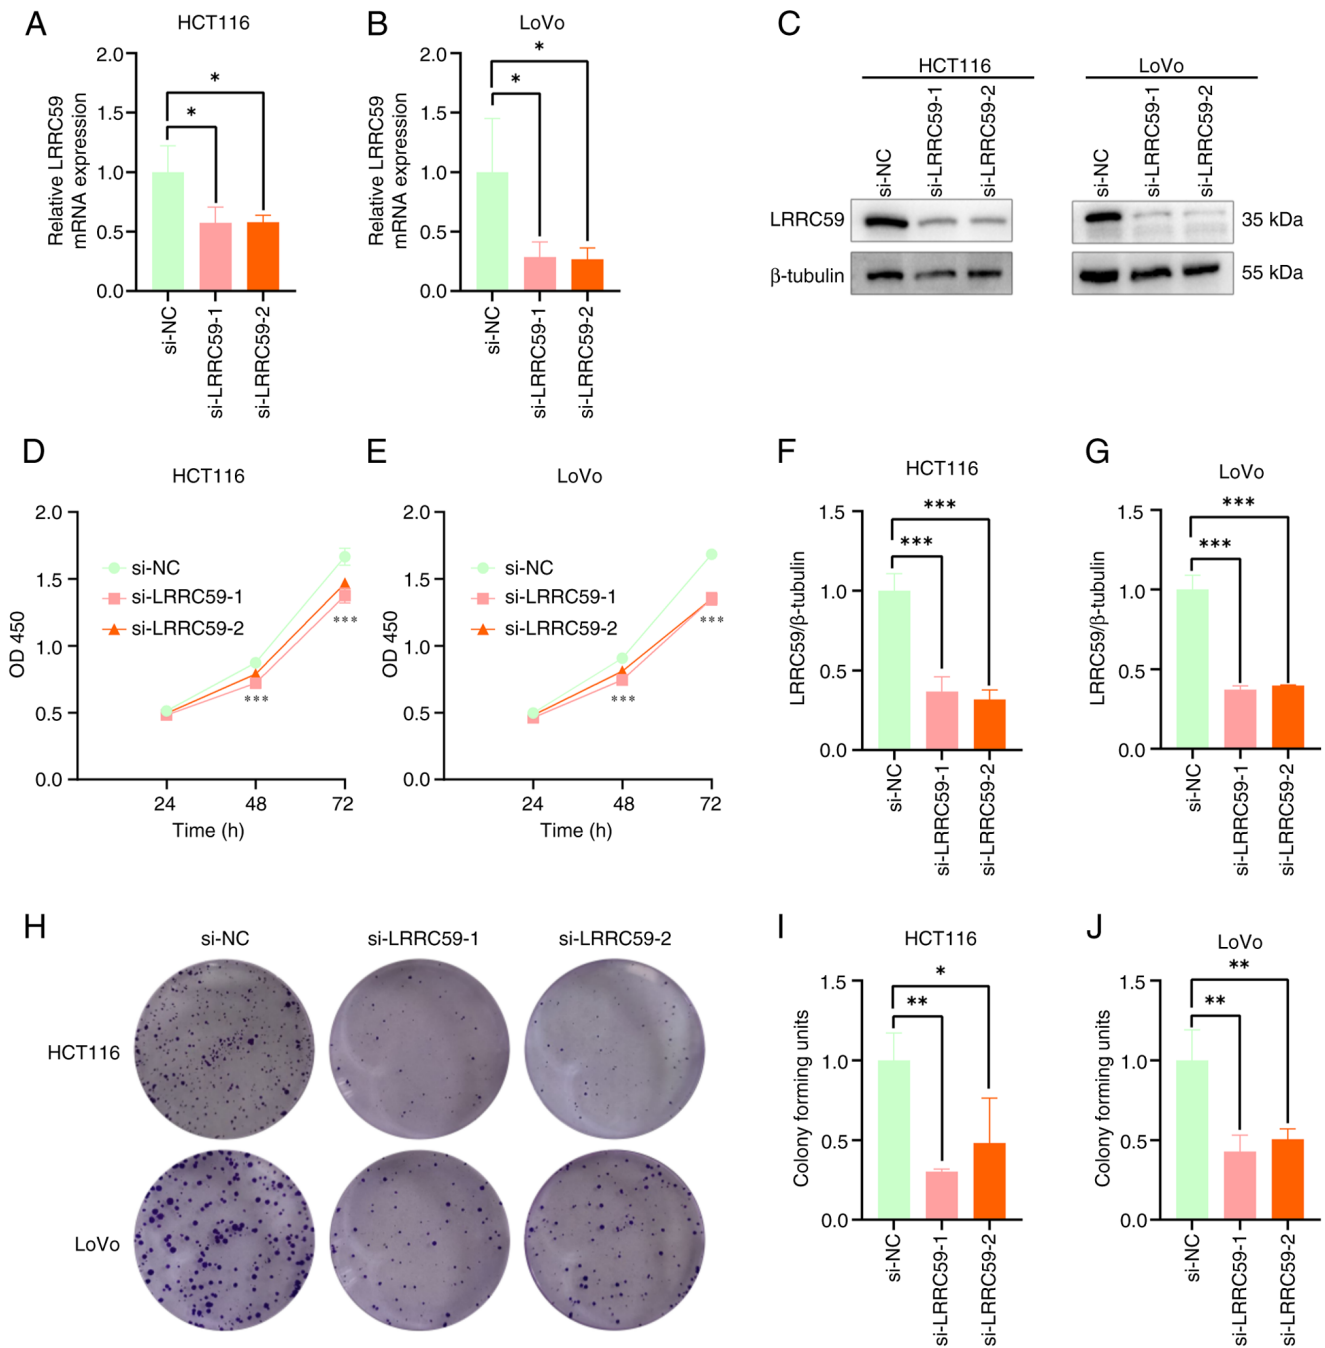 A
HCT116
Relative LRRC59
mRNA expression
2.0
1.5
1.0
0.5
0.0
*
*
si-NC
si-LRRC59-1
si-LRRC59-2
B
LoVo
Relative LRRC59
mRNA expression
2.0
1.5
1.0
0.5
0.0
*
*
si-NC
si-LRRC59-1
si-LRRC59-2
C
HCT116
LoVo
si-NC
si-LRRC59-1
si-LRRC59-2
si-NC
si-LRRC59-1
si-LRRC59-2
LRRC59
35 kDa
β-tubulin
55 kDa
D
HCT116
OD 450
2.0
1.5
1.0
0.5
0.0
si-NC
si-LRRC59-1
si-LRRC59-2
***
***
24
48
72
Time (h)
E
LoVo
OD 450
2.0
1.5
1.0
0.5
0.0
si-NC
si-LRRC59-1
si-LRRC59-2
***
***
24
48
72
Time (h)
F
HCT116
LRRC59/β-tubulin
1.5
1.0
0.5
0.0
***
***
si-NC
si-LRRC59-1
si-LRRC59-2
G
LoVo
LRRC59/β-tubulin
1.5
1.0
0.5
0.0
***
***
si-NC
si-LRRC59-1
si-LRRC59-2
H
si-NC
si-LRRC59-1
si-LRRC59-2
HCT116
LoVo
I
HCT116
Colony forming units
1.5
1.0
0.5
0.0
*
**
si-NC
si-LRRC59-1
si-LRRC59-2
J
LoVo
Colony forming units
1.5
1.0
0.5
0.0
**
**
si-NC
si-LRRC59-1
si-LRRC59-2